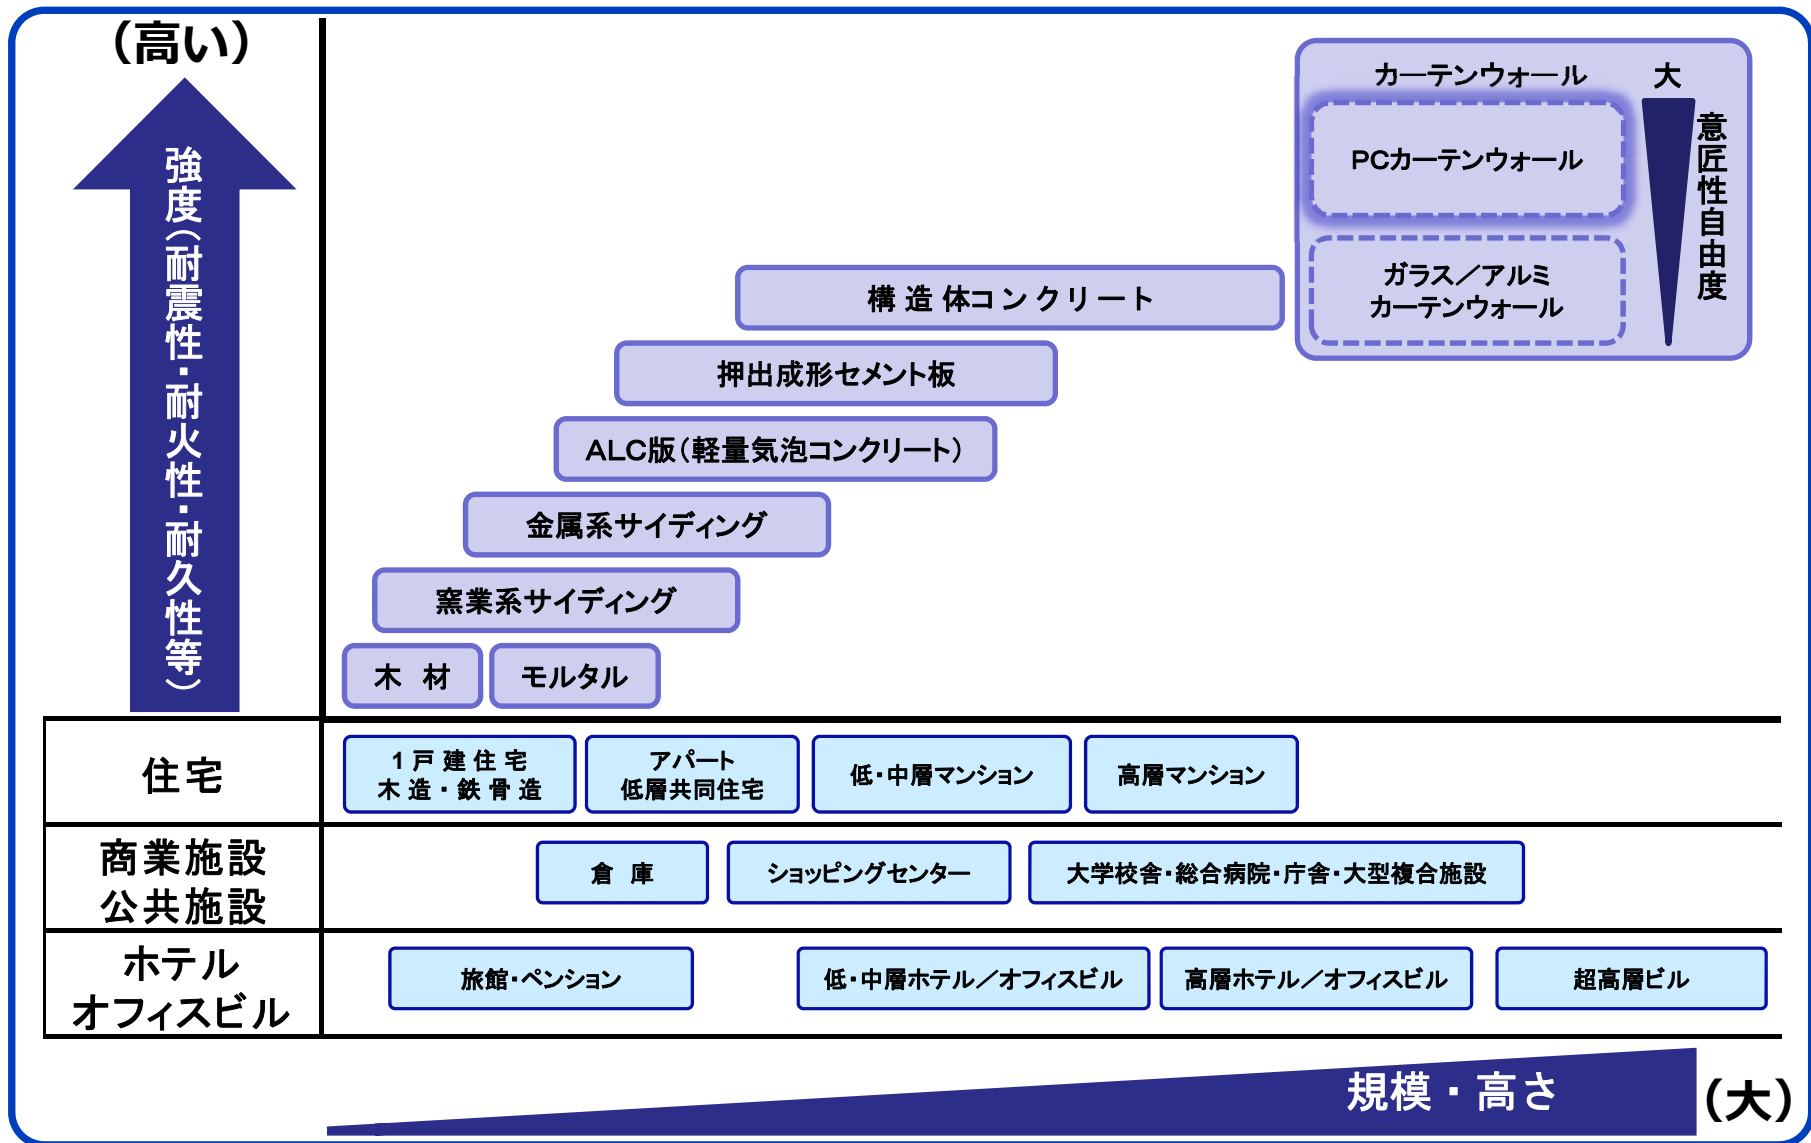 （高い）
強度（耐震性・耐火性・耐久性等）
カーテンウォール
大
PCカーテンウォール
意匠性自由度
ガラス／アルミ
カーテンウォール
構造体コンクリート
押出成形セメント板
ALC版（軽量気泡コンクリート）
金属系サイディング
窯業系サイディング
木　材
モルタル
住宅
1戸建住宅
木造・鉄骨造
アパート
低層共同住宅
低・中層マンション
高層マンション
商業施設
公共施設
倉　庫
ショッピングセンター
大学校舎・総合病院・庁舎・大型複合施設
ホテル
オフィスビル
旅館・ペンション
低・中層ホテル／オフィスビル
高層ホテル／オフィスビル
超高層ビル
規模・高さ
（大）